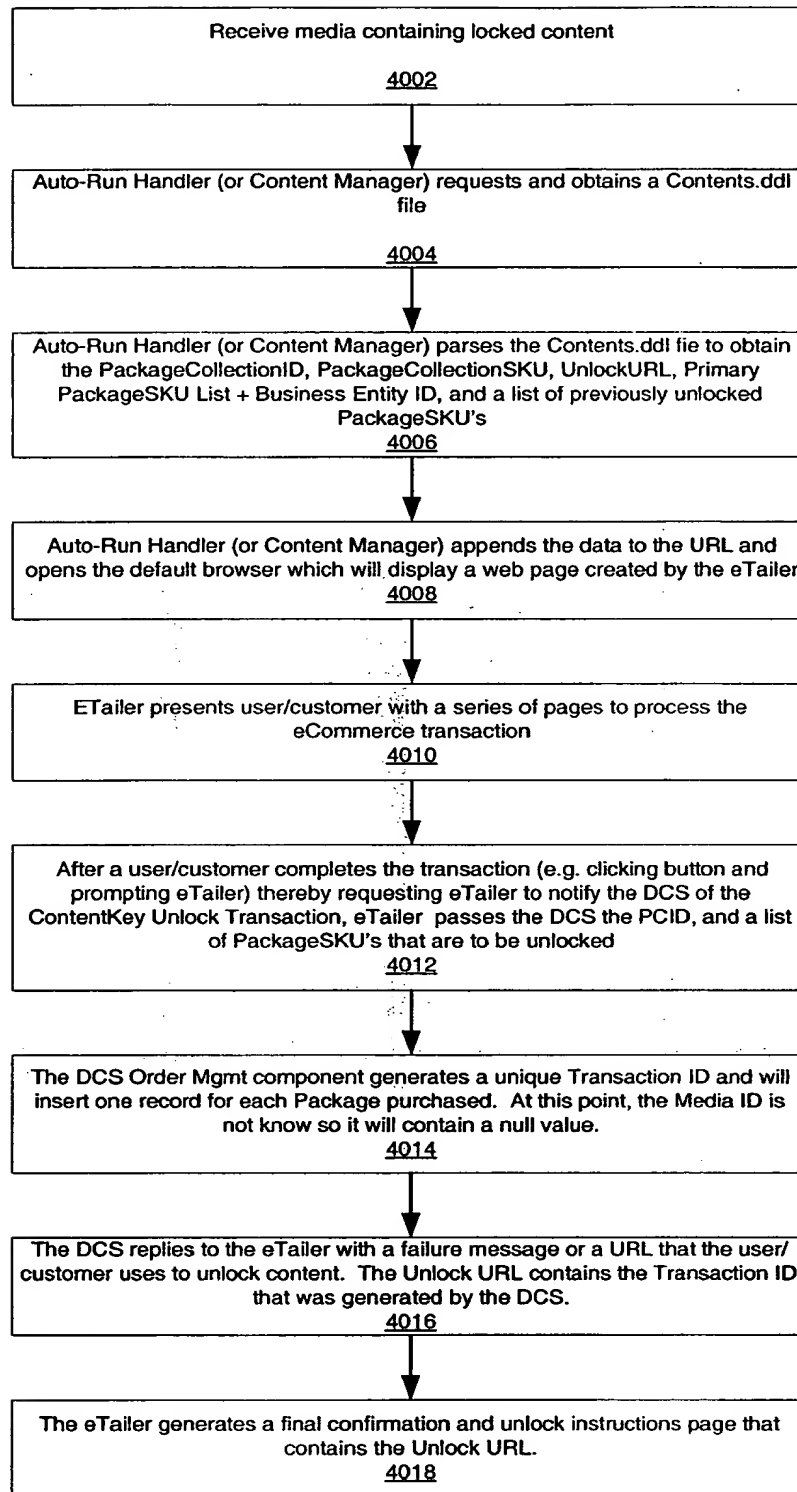 Receive media containing locked content
4002
Auto-Run Handler (or Content Manager) requests and obtains a Contents.ddl
file
4004
Auto-Run Handler (or Content Manager) parses the Contents.ddl fie to obtain
the PackageCollectionID, PackageCollectionSKU, UnlockURL, Primary
PackageSKU List + Business Entity ID, and a list of previously unlocked
PackageSKU's
4006
Auto-Run Handler (or Content Manager) appends the data to the URL and
opens the default browser which will display a web page created by the eTailer
4008
ETailer presents user/customer with a series of pages to process the
eCommerce transaction
4010
After a user/customer completes the transaction (e.g. clicking button and
prompting eTailer) thereby requesting eTailer to notify the DCS of the
ContentKey Unlock Transaction, eTailer passes the DCS the PCID, and a list
of PackageSKU's that are to be unlocked
4012
The DCS Order Mgmt component generates a unique Transaction ID and will
insert one record for each Package purchased. At this point, the Media ID is
not know so it will contain a null value.
4014
The DCS replies to the eTailer with a failure message or a URL that the user/
customer uses to unlock content. The Unlock URL contains the Transaction ID
that was generated by the DCS.
4016
The eTailer generates a final confirmation and unlock instructions page that
contains the Unlock URL.
4018